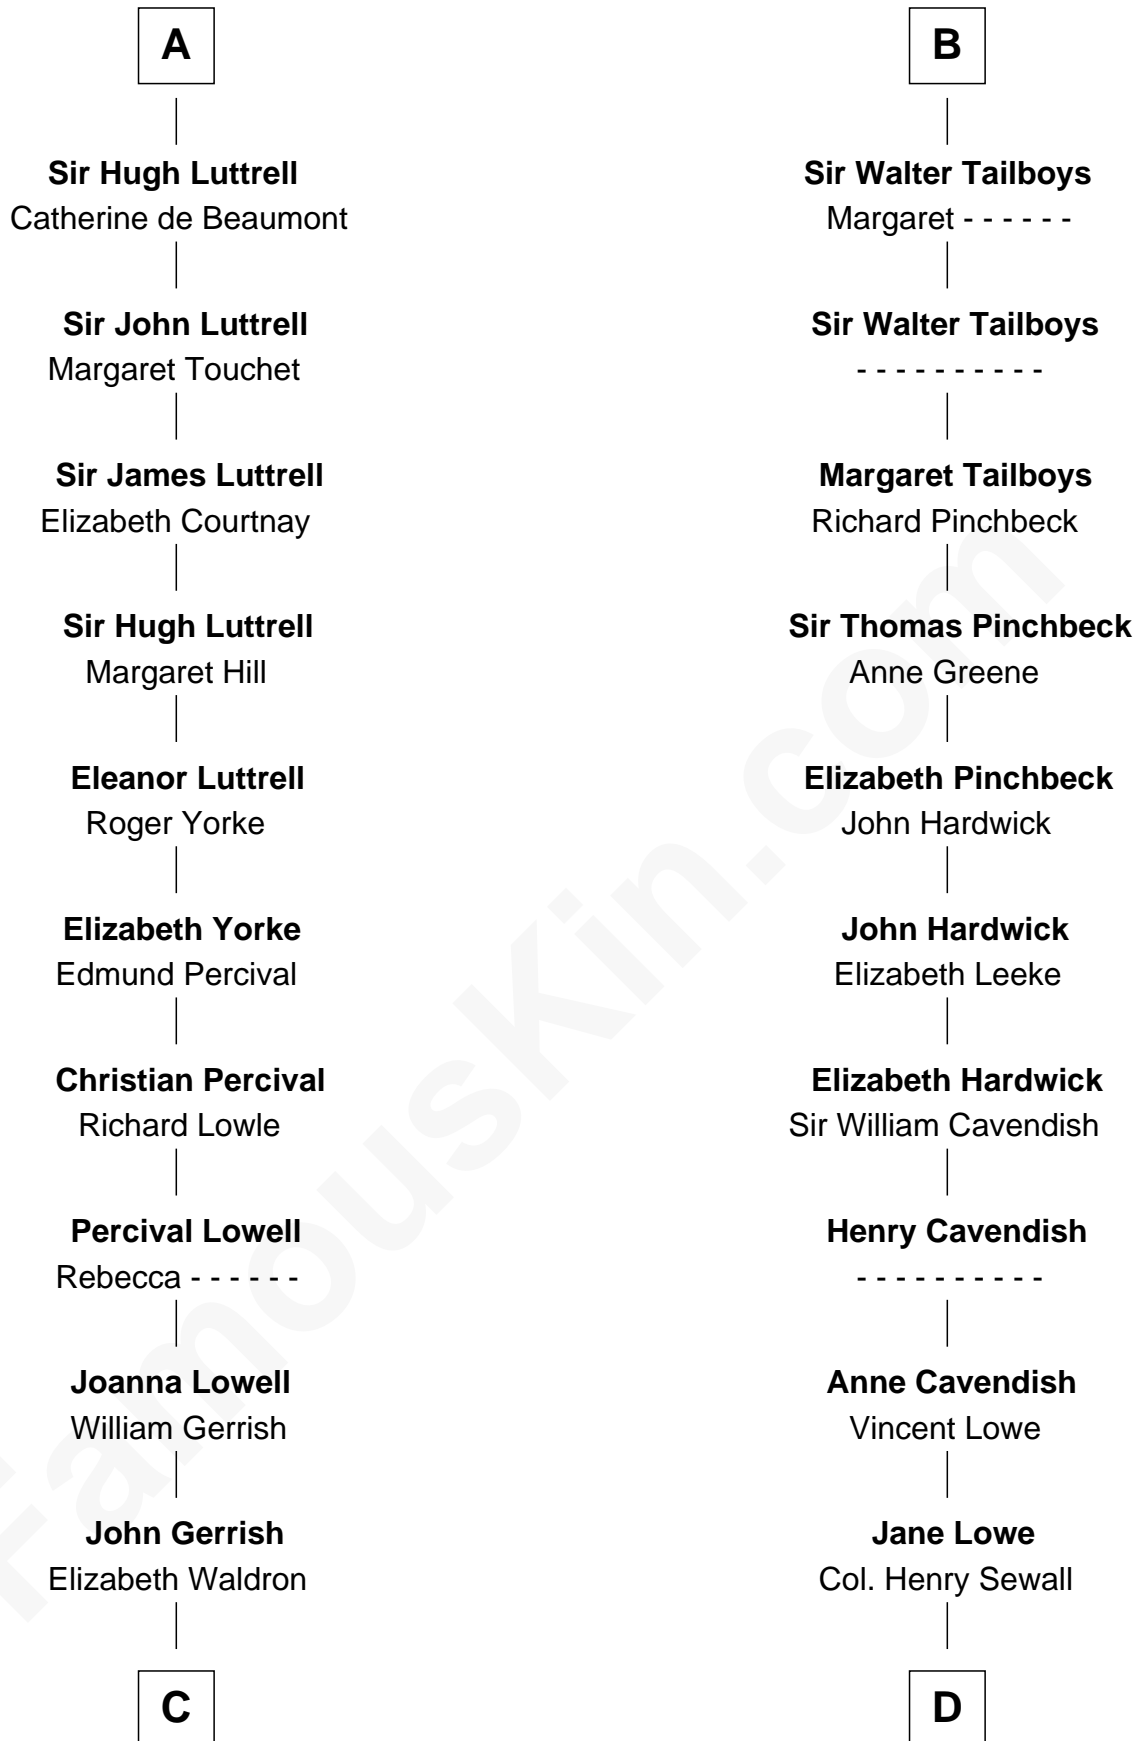 A
Sir Hugh Luttrell
Catherine de Beaumont
Sir John Luttrell
Margaret Touchet
Sir James Luttrell
Elizabeth Courtnay
Sir Hugh Luttrell
Margaret Hill
Eleanor Luttrell
Roger Yorke
Elizabeth Yorke
Edmund Percival
Christian Percival
Richard Lowle
Percival Lowell
Rebecca - - - - - -
Joanna Lowell
William Gerrish
John Gerrish
Elizabeth Waldron
C
B
Sir Walter Tailboys
Margaret - - - - - -
Sir Walter Tailboys
- - - - - - - - - -
Margaret Tailboys
Richard Pinchbeck
Sir Thomas Pinchbeck
Anne Greene
Elizabeth Pinchbeck
John Hardwick
John Hardwick
Elizabeth Leeke
Elizabeth Hardwick
Sir William Cavendish
Henry Cavendish
- - - - - - - - - -
Anne Cavendish
Vincent Lowe
Jane Lowe
Col. Henry Sewall
D
FamousKin.com